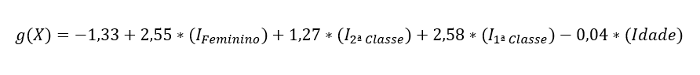 g(X) = −1,33 + 2,55 * (I_Feminino) + 1,27 * (I_2ª Classe) + 2,58 * (I_1ª Classe) − 0,04 * (Idade)